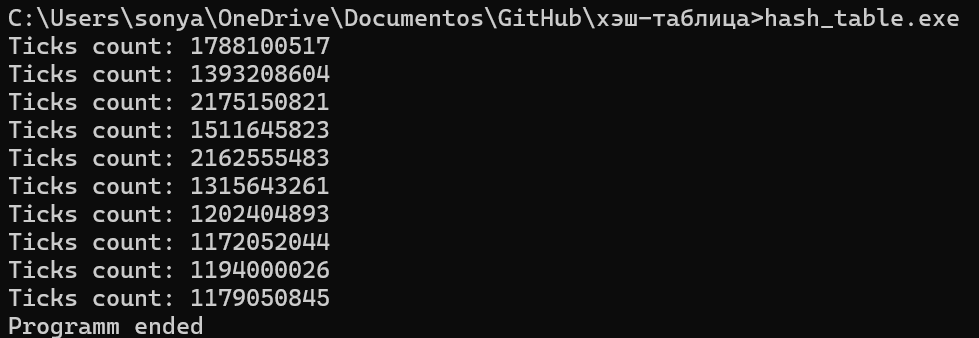 C:\Users\sonya\OneDrive\Documentos\GitHub\хэш-таблица>hash_table.exe
Ticks count: 1788100517
Ticks count: 1393208604
Ticks count: 2175150821
Ticks count: 1511645823
Ticks count: 2162555483
Ticks count: 1315643261
Ticks count: 1202404893
Ticks count: 1172052044
Ticks count: 1194000026
Ticks count: 1179050845
Programm ended